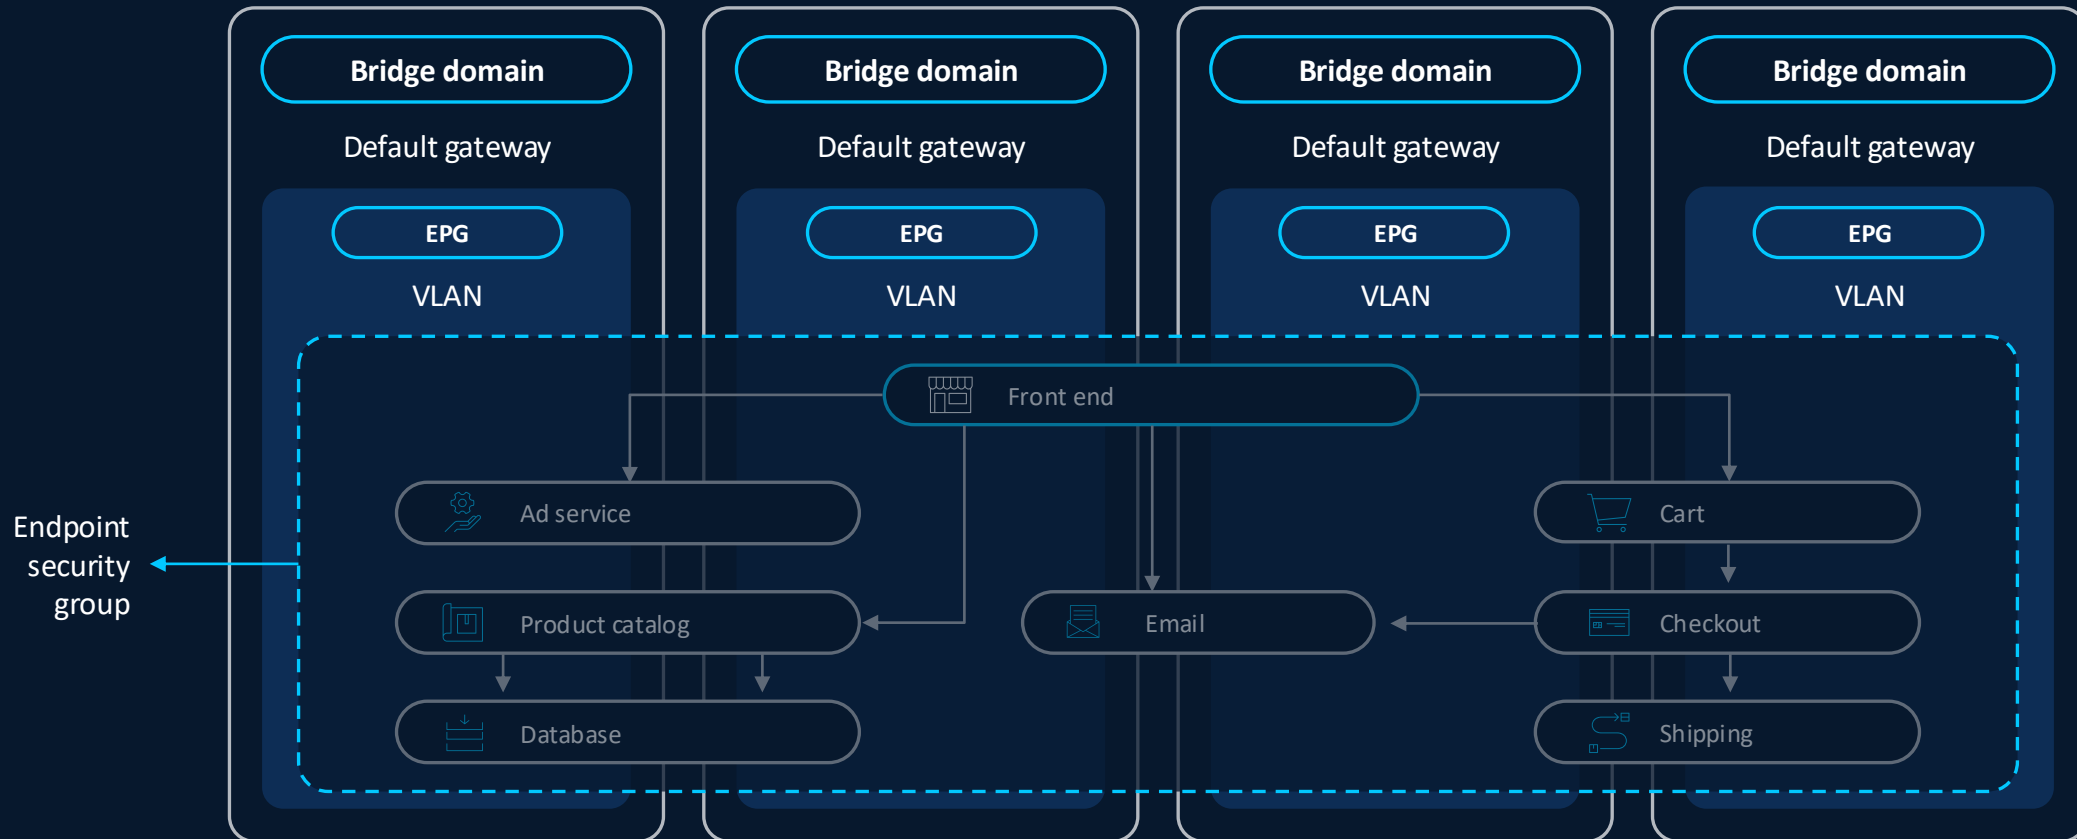 Bridge domain
Bridge domain
Bridge domain
Bridge domain
Default gateway
Default gateway
Default gateway
Default gateway
EPG
EPG
EPG
EPG
VLAN
VLAN
VLAN
VLAN
Front end
Ad service
Cart
Endpoint
security
group
Product catalog
Email
Checkout
Database
Shipping